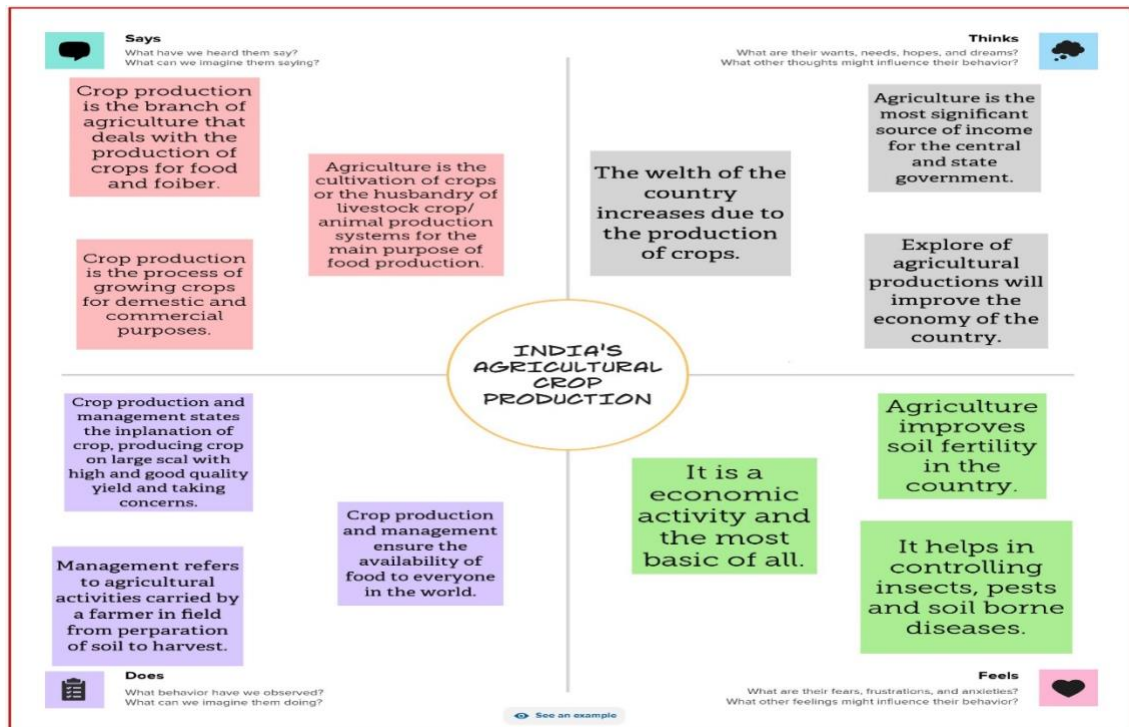 Says
What have we heard them say?
What can we imagine them saying?
Crop production
is the branch of
agriculture that
deals with the
production of
crops for food
and foiber.
Agriculture is the
cultivation of crops
or the husbandry of
livestock crop/
animal production
systems for the
main purpose of
food production.
Crop production
is the process of
growing crops
for demestic and
commercial
purposes.
Thinks
What are their wants, needs, hopes, and dreams?
What other thoughts might influence their behavior?
The welth of the
country
increases due to
the production
of crops.
Agriculture is the
most significant
source of income
for the central
and state
government.
Explore of
agricultural
productions will
improve the
economy of the
country.
INDIA'S
AGRICULTURAL
CROP
PRODUCTION
Crop production and
management states
the inplanation of
crop, producing crop
on large scal with
high and good quality
yield and taking
concerns.
Crop production
and management
ensure the
availability of
food to everyone
in the world.
Management refers
to agricultural
activities carried by
a farmer in field
from perparation
of soil to harvest.
Does
What behavior have we observed?
What can we imagine them doing?
It is a
economic
activity and
the most
basic of all.
Agriculture
improves
soil fertility
in the
country.
It helps in
controlling
insects, pests
and soil borne
diseases.
Feels
What are their fears, frustrations, and anxieties?
What other feelings might influence their behavior?
See an example